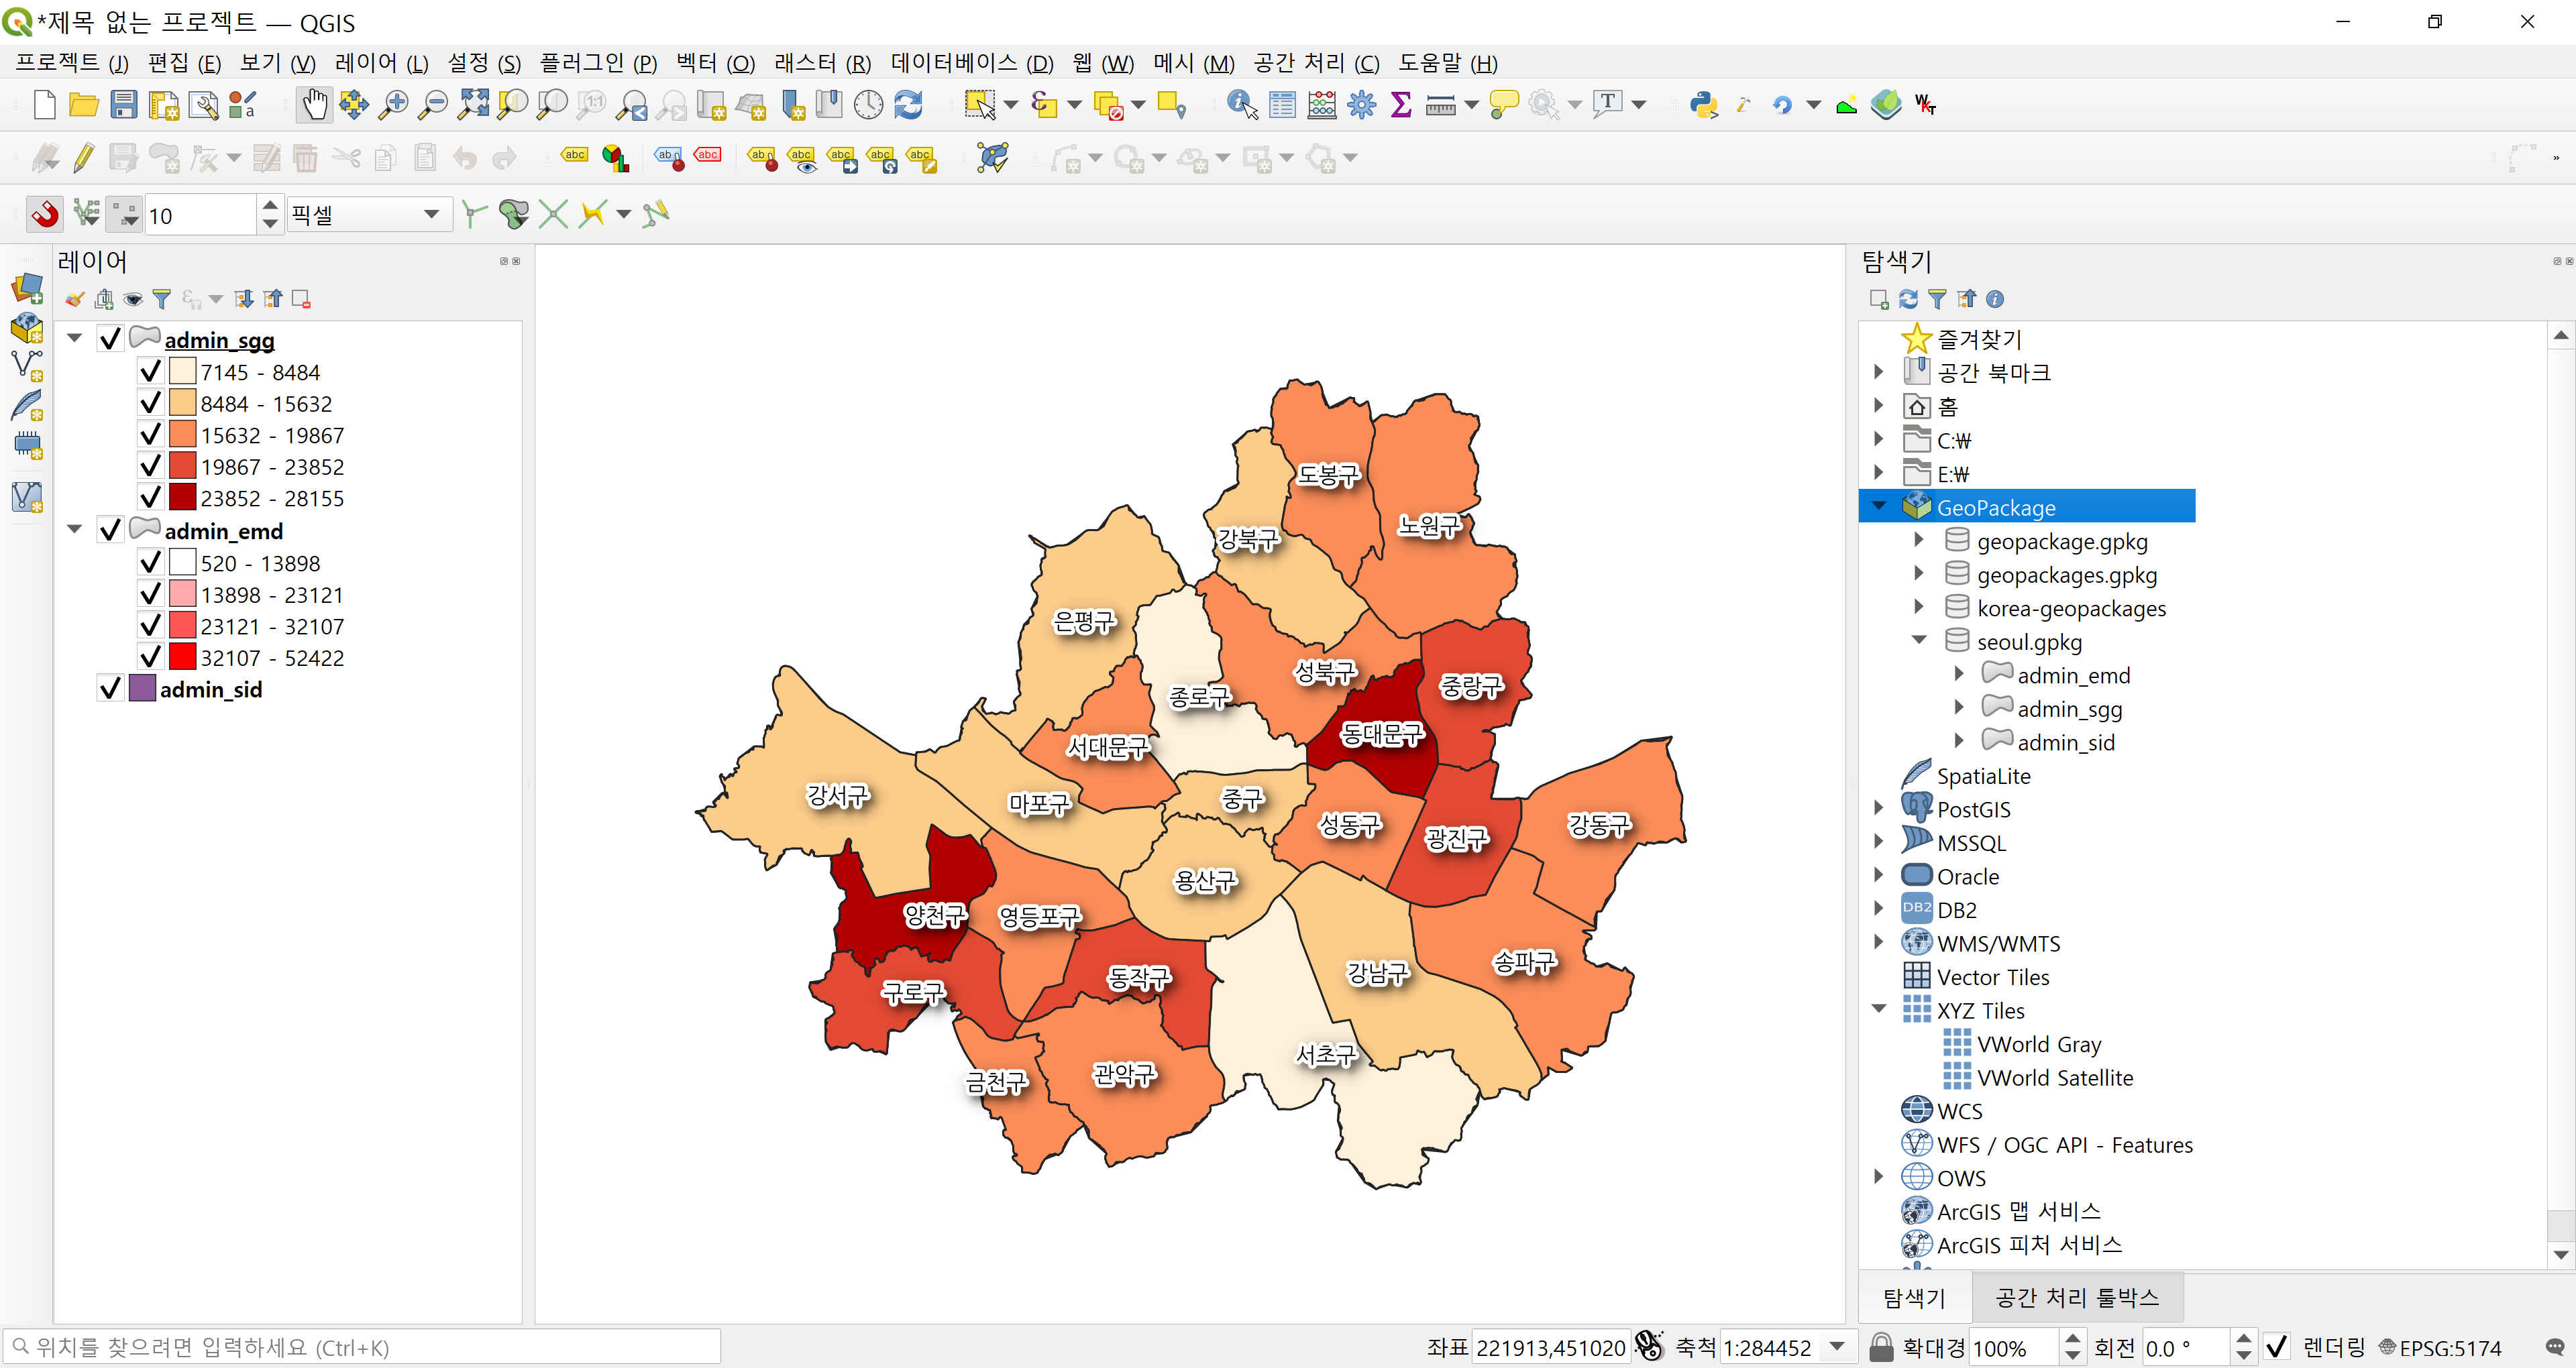 *제목 없는 프로젝트 — QGIS
프로젝트 (J) 편집 (E) 보기 (V) 레이어 (L) 설정 (S) 플러그인 (P) 벡터 (O) 래스터 (R) 데이터베이스 (D) 웹 (W) 메시 (M) 공간 처리 (C) 도움말 (H)
10 픽셀
레이어
admin_sgg
7145 - 8484
8484 - 15632
15632 - 19867
19867 - 23852
23852 - 28155
admin_emd
520 - 13898
13898 - 23121
23121 - 32107
32107 - 52422
admin_sid
도봉구
노원구
강북구
은평구
성북구
중랑구
종로구
동대문구
서대문구
강서구
마포구
중구
성동구
광진구
강동구
용산구
양천구
영등포구
송파구
강남구
동작구
구로구
서초구
관악구
금천구
탐색기
즐겨찾기
공간 북마크
홈
C:₩
E:₩
GeoPackage
geopackage.gpkg
geopackages.gpkg
korea-geopackages
seoul.gpkg
admin_emd
admin_sgg
admin_sid
SpatiaLite
PostGIS
MSSQL
Oracle
DB2
WMS/WMTS
Vector Tiles
XYZ Tiles
VWorld Gray
VWorld Satellite
WCS
WFS / OGC API - Features
OWS
ArcGIS 맵 서비스
ArcGIS 피처 서비스
탐색기 공간 처리 툴박스
위치를 찾으려면 입력하세요 (Ctrl+K) 좌표 221913,451020 축척 1:284452 확대경 100% 회전 0.0 ° 렌더링 EPSG:5174